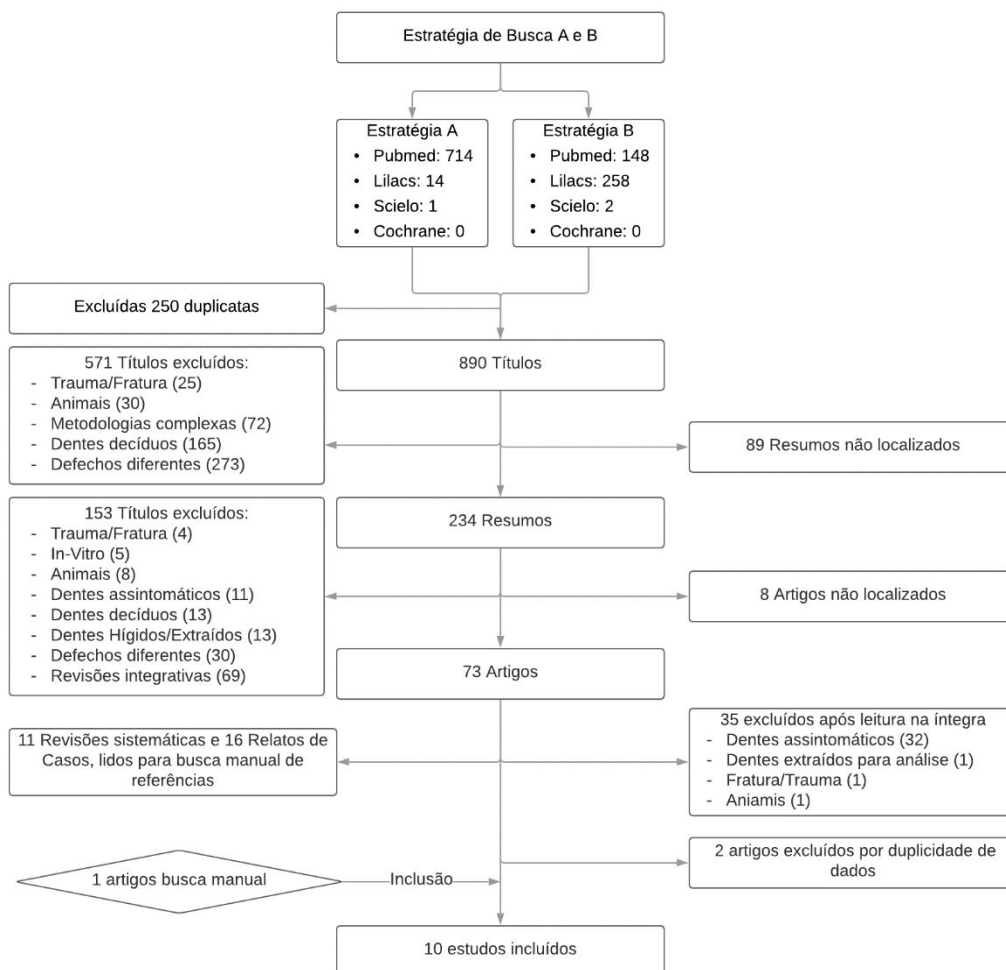 Estratégia de Busca A e B
Estratégia A
• Pubmed: 714
• Lilacs: 14
• Scielo: 1
• Cochrane: 0
Estratégia B
• Pubmed: 148
• Lilacs: 258
• Scielo: 2
• Cochrane: 0
Excluídas 250 duplicatas
890 Títulos
571 Títulos excluídos:
- Trauma/Fratura (25)
- Animais (30)
- Metodologias complexas (72)
- Dentes decíduos (165)
- Defechos diferentes (273)
89 Resumos não localizados
234 Resumos
153 Títulos excluídos:
- Trauma/Fratura (4)
- In-Vitro (5)
- Animais (8)
- Dentes assintomáticos (11)
- Dentes decíduos (13)
- Dentes Hígidos/Extraídos (13)
- Defechos diferentes (30)
- Revisões integrativas (69)
8 Artigos não localizados
73 Artigos
11 Revisões sistemáticas e 16 Relatos de
Casos, lidos para busca manual de
referências
35 excluídos após leitura na íntegra
- Dentes assintomáticos (32)
- Dentes extraídos para análise (1)
- Fratura/Trauma (1)
- Aniamis (1)
2 artigos excluídos por duplicidade de
dados
1 artigos busca manual
Inclusão
10 estudos incluídos